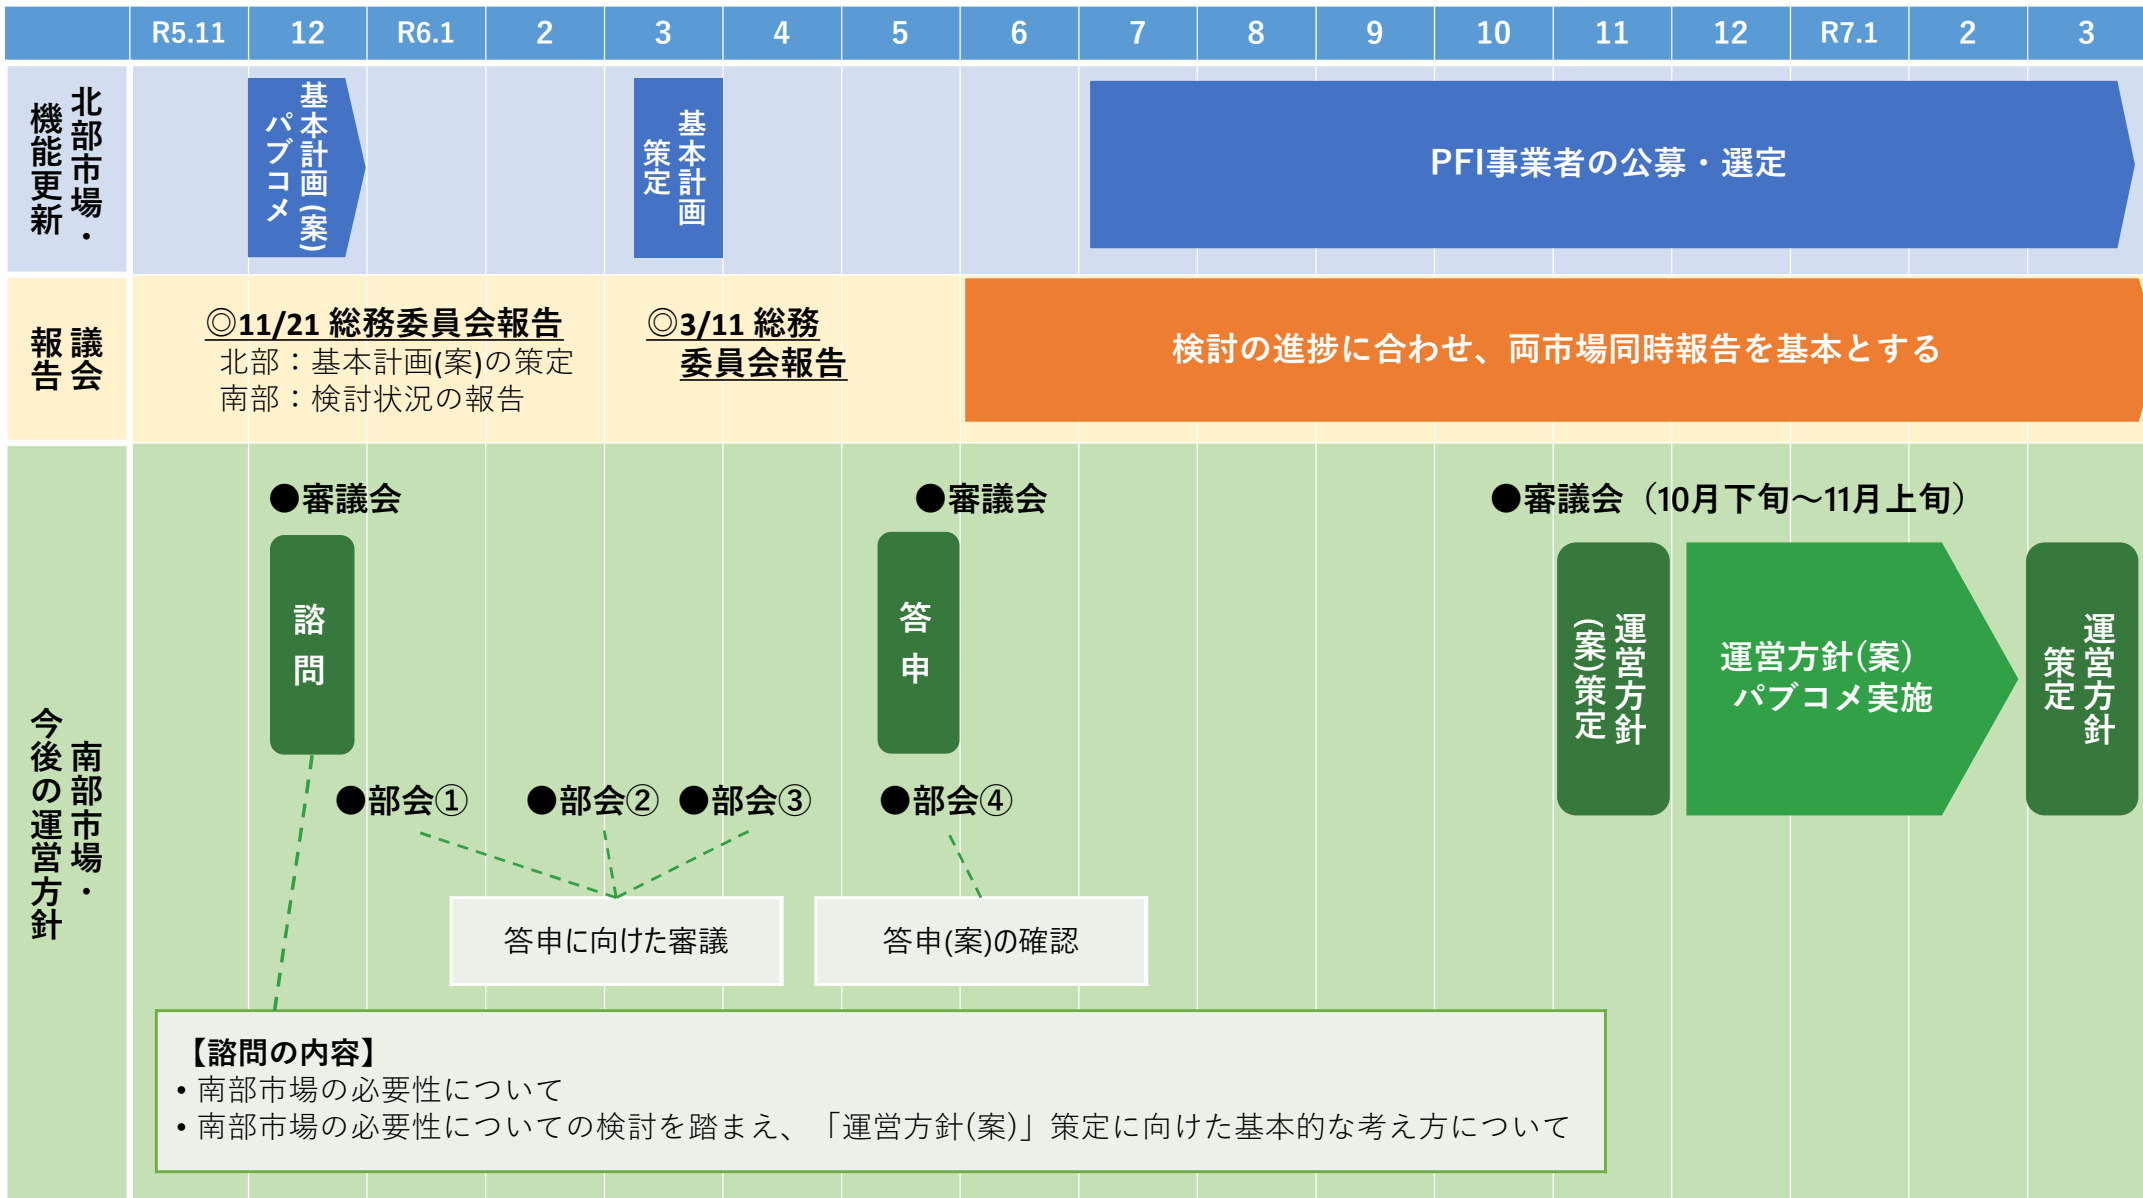 R5.11 12 R6.1 2 3 4 5 6 7 8 9 10 11 12 R7.1 2 3
北部市場・
機能更新
基本計画(案)
パブコメ
基本計画
策定
PFI事業者の公募・選定
議会
報告
◎11/21 総務委員会報告
北部：基本計画(案)の策定
南部：検討状況の報告
◎3/11 総務
委員会報告
検討の進捗に合わせ、両市場同時報告を基本とする
南部市場・
今後の運営方針
●審議会
●審議会
●審議会（10月下旬～11月上旬）
諮問
答申
運営方針
(案)策定
運営方針(案)
パブコメ実施
運営方針
策定
●部会①
●部会②
●部会③
●部会④
答申に向けた審議
答申(案)の確認
【諮問の内容】
• 南部市場の必要性について
• 南部市場の必要性についての検討を踏まえ、「運営方針(案)」策定に向けた基本的な考え方について